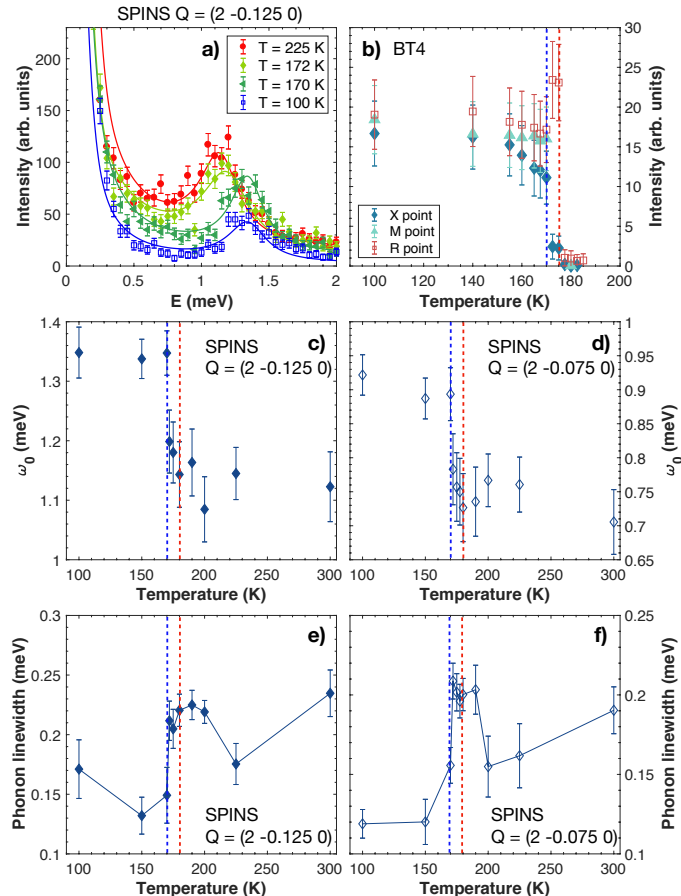 SPINS Q = (2 -0.125 0)
a)
T = 225 K
T = 172 K
T = 170 K
T = 100 K
Intensity (arb. units)
0
50
100
150
200
0
0.5
1
1.5
2
E (meV)
b)
BT4
X point
M point
R point
Intensity (arb. units)
0
5
10
15
20
25
30
100
120
140
160
180
200
Temperature (K)
c)
SPINS
Q = (2 -0.125 0)
ω0 (meV)
1
1.1
1.2
1.3
1.4
100
150
200
250
300
Temperature (K)
d)
SPINS
Q = (2 -0.075 0)
ω0 (meV)
0.65
0.7
0.75
0.8
0.85
0.9
0.95
1
100
150
200
250
300
Temperature (K)
e)
SPINS
Q = (2 -0.125 0)
Phonon linewidth (meV)
0.1
0.15
0.2
0.25
0.3
100
150
200
250
300
Temperature (K)
f)
SPINS
Q = (2 -0.075 0)
Phonon linewidth (meV)
0.1
0.15
0.2
0.25
100
150
200
250
300
Temperature (K)